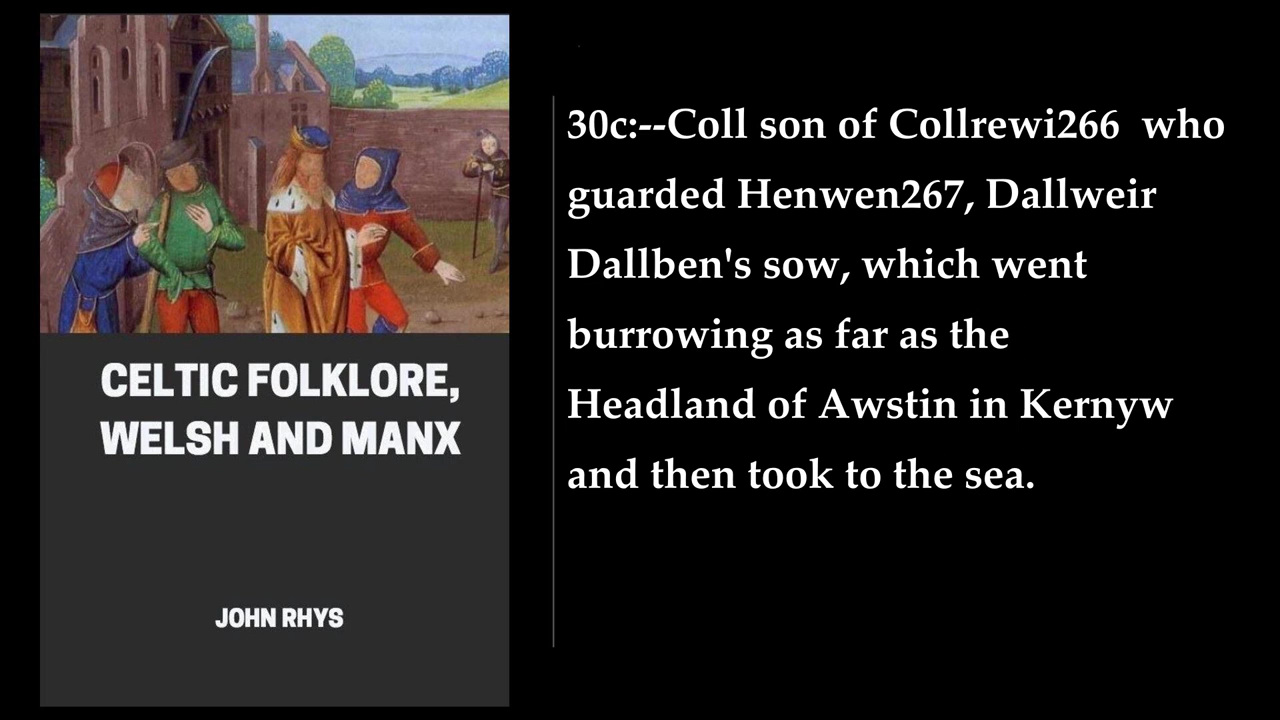 CELTIC FOLKLORE,
WELSH AND MANX
JOHN RHYS
30c:--Coll son of Collrewi266  who
guarded Henwen267, Dallweir
Dallben's sow, which went
burrowing as far as the
Headland of Awstin in Kernyw
and then took to the sea.